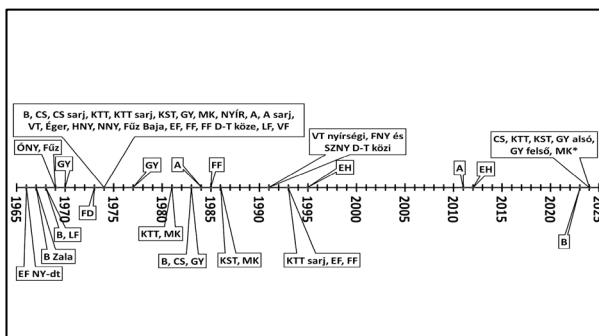 B, CS, CS sarj, KTT, KTT sarj, KST, GY, MK, NYÍR, A, A sarj,
VT, Éger, HNY, NNY, Fűz Baja, EF, FF, FF D-T köze, LF, VF
ÓNY, Fűz
GY
FD
GY
A
FF
VT nyírségi, FNY és
SZNY D-T közi
EH
A
EH
CS, KTT, KST, GY alsó,
GY felső, MK*
1965
1970
1975
1980
1985
1990
1995
2000
2005
2010
2015
2020
2025
B, LF
B Zala
EF NY-dt
KTT, MK
B, CS, GY
KST, MK
KTT sarj, EF, FF
B